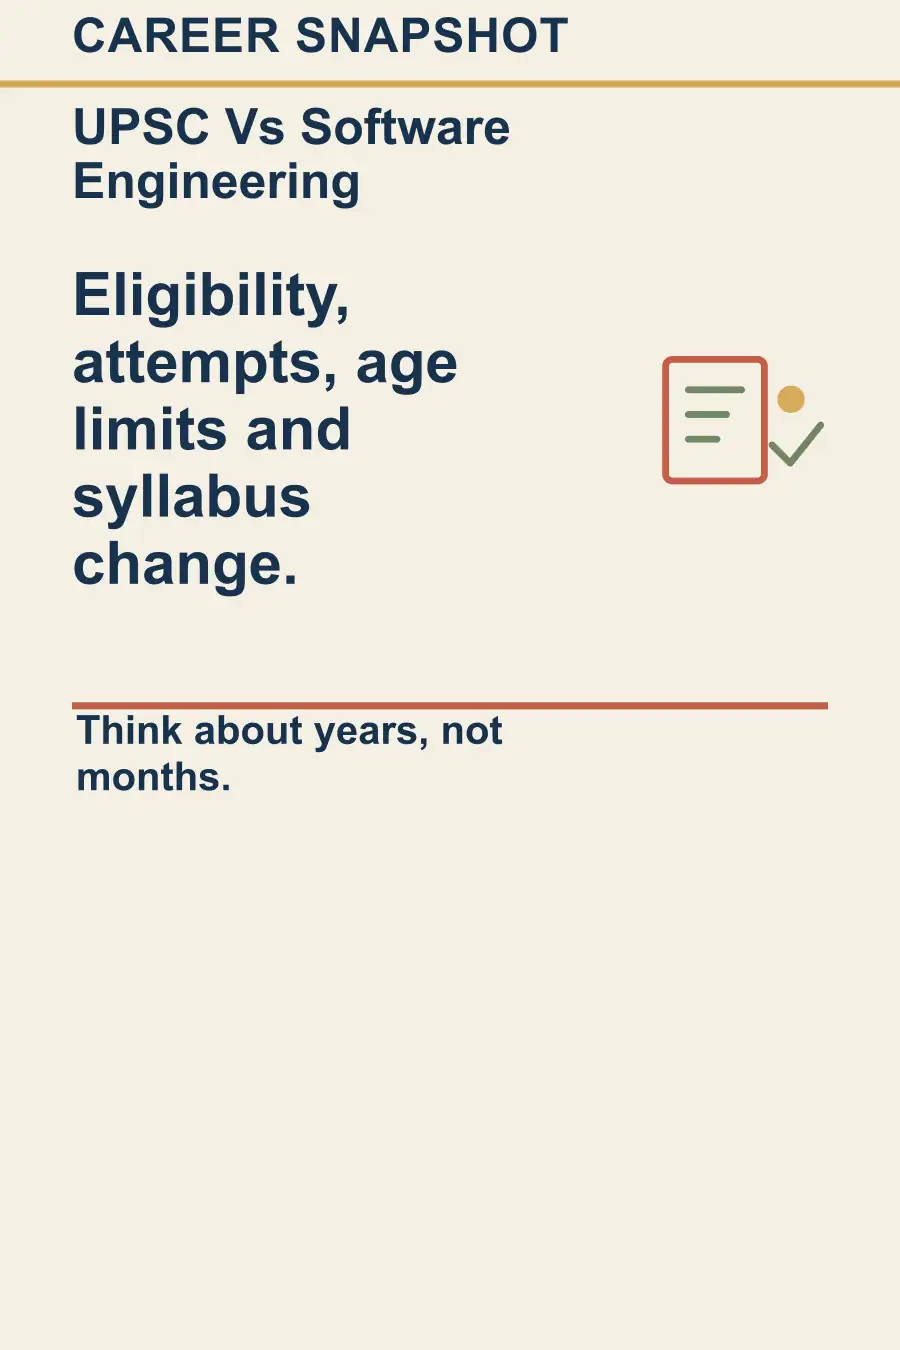 CAREER SNAPSHOT
UPSC Vs Software
Engineering
Eligibility,
attempts, age
limits and
syllabus
change.
Think about years, not
months.